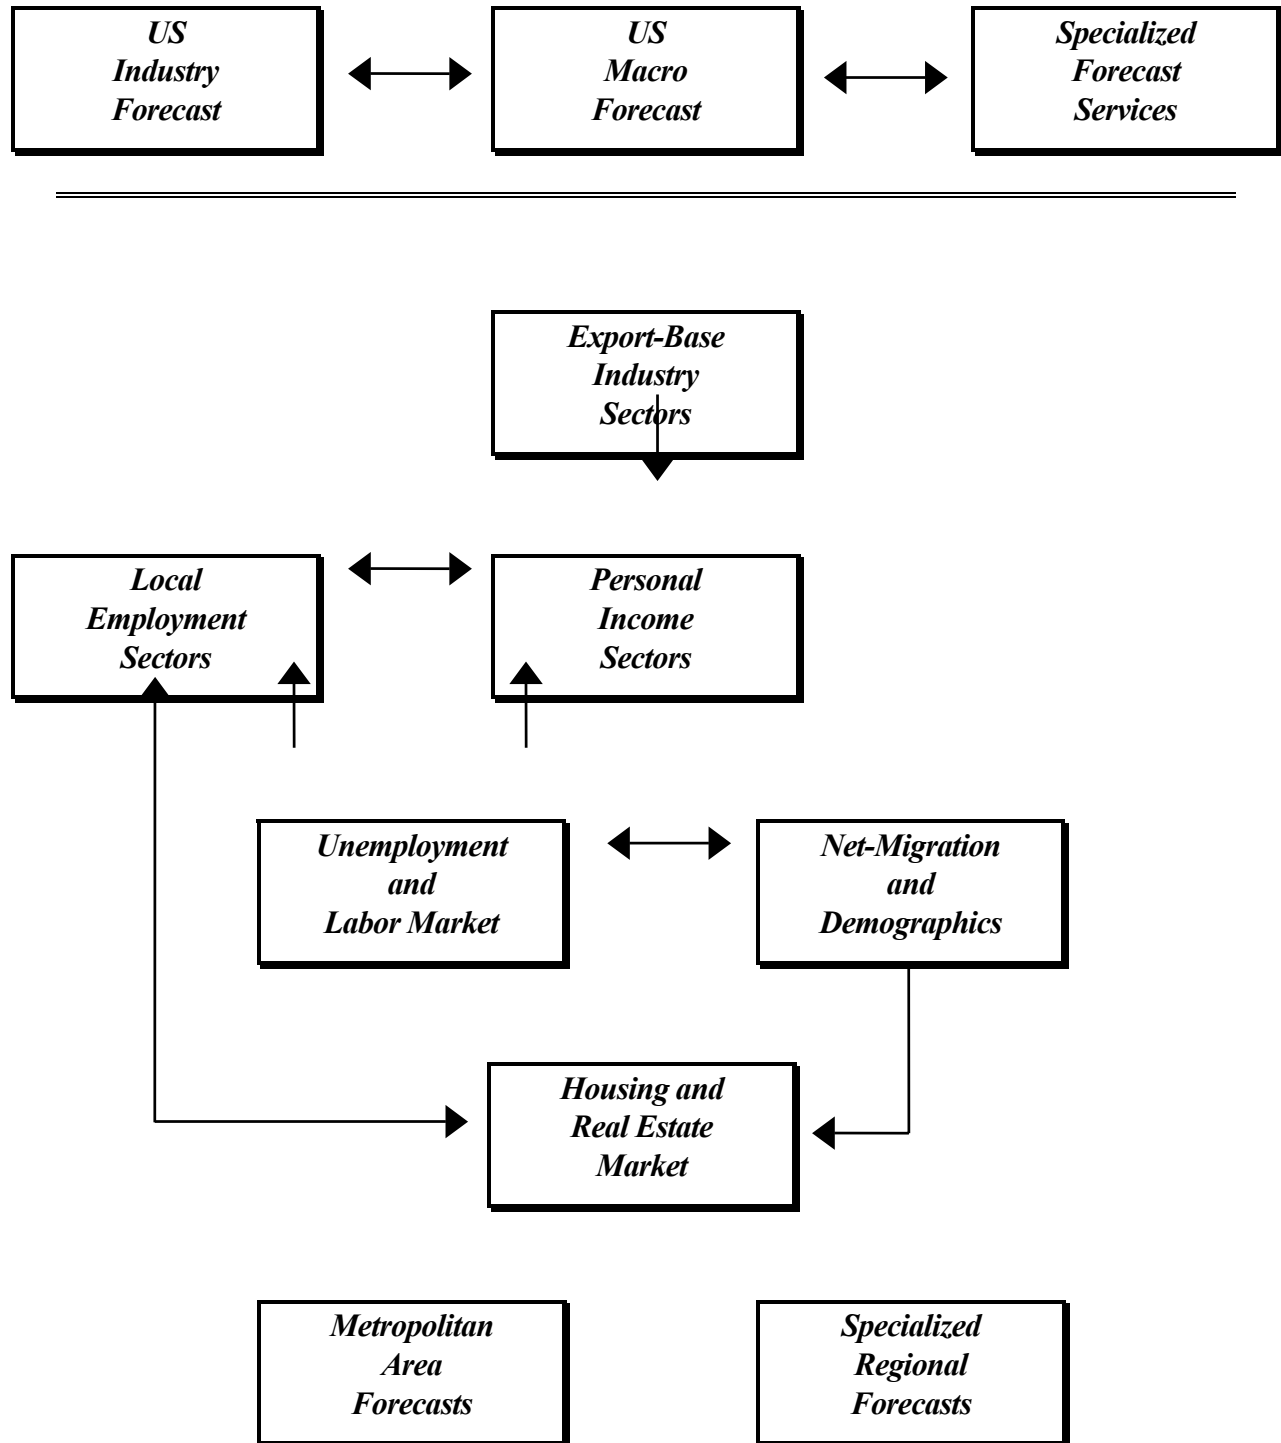 US
Industry
Forecast
US
Macro
Forecast
Specialized
Forecast
Services
Export-Base
Industry
Sectors
Local
Employment
Sectors
Personal
Income
Sectors
Unemployment
and
Labor Market
Net-Migration
and
Demographics
Housing and
Real Estate
Market
Metropolitan
Area
Forecasts
Specialized
Regional
Forecasts